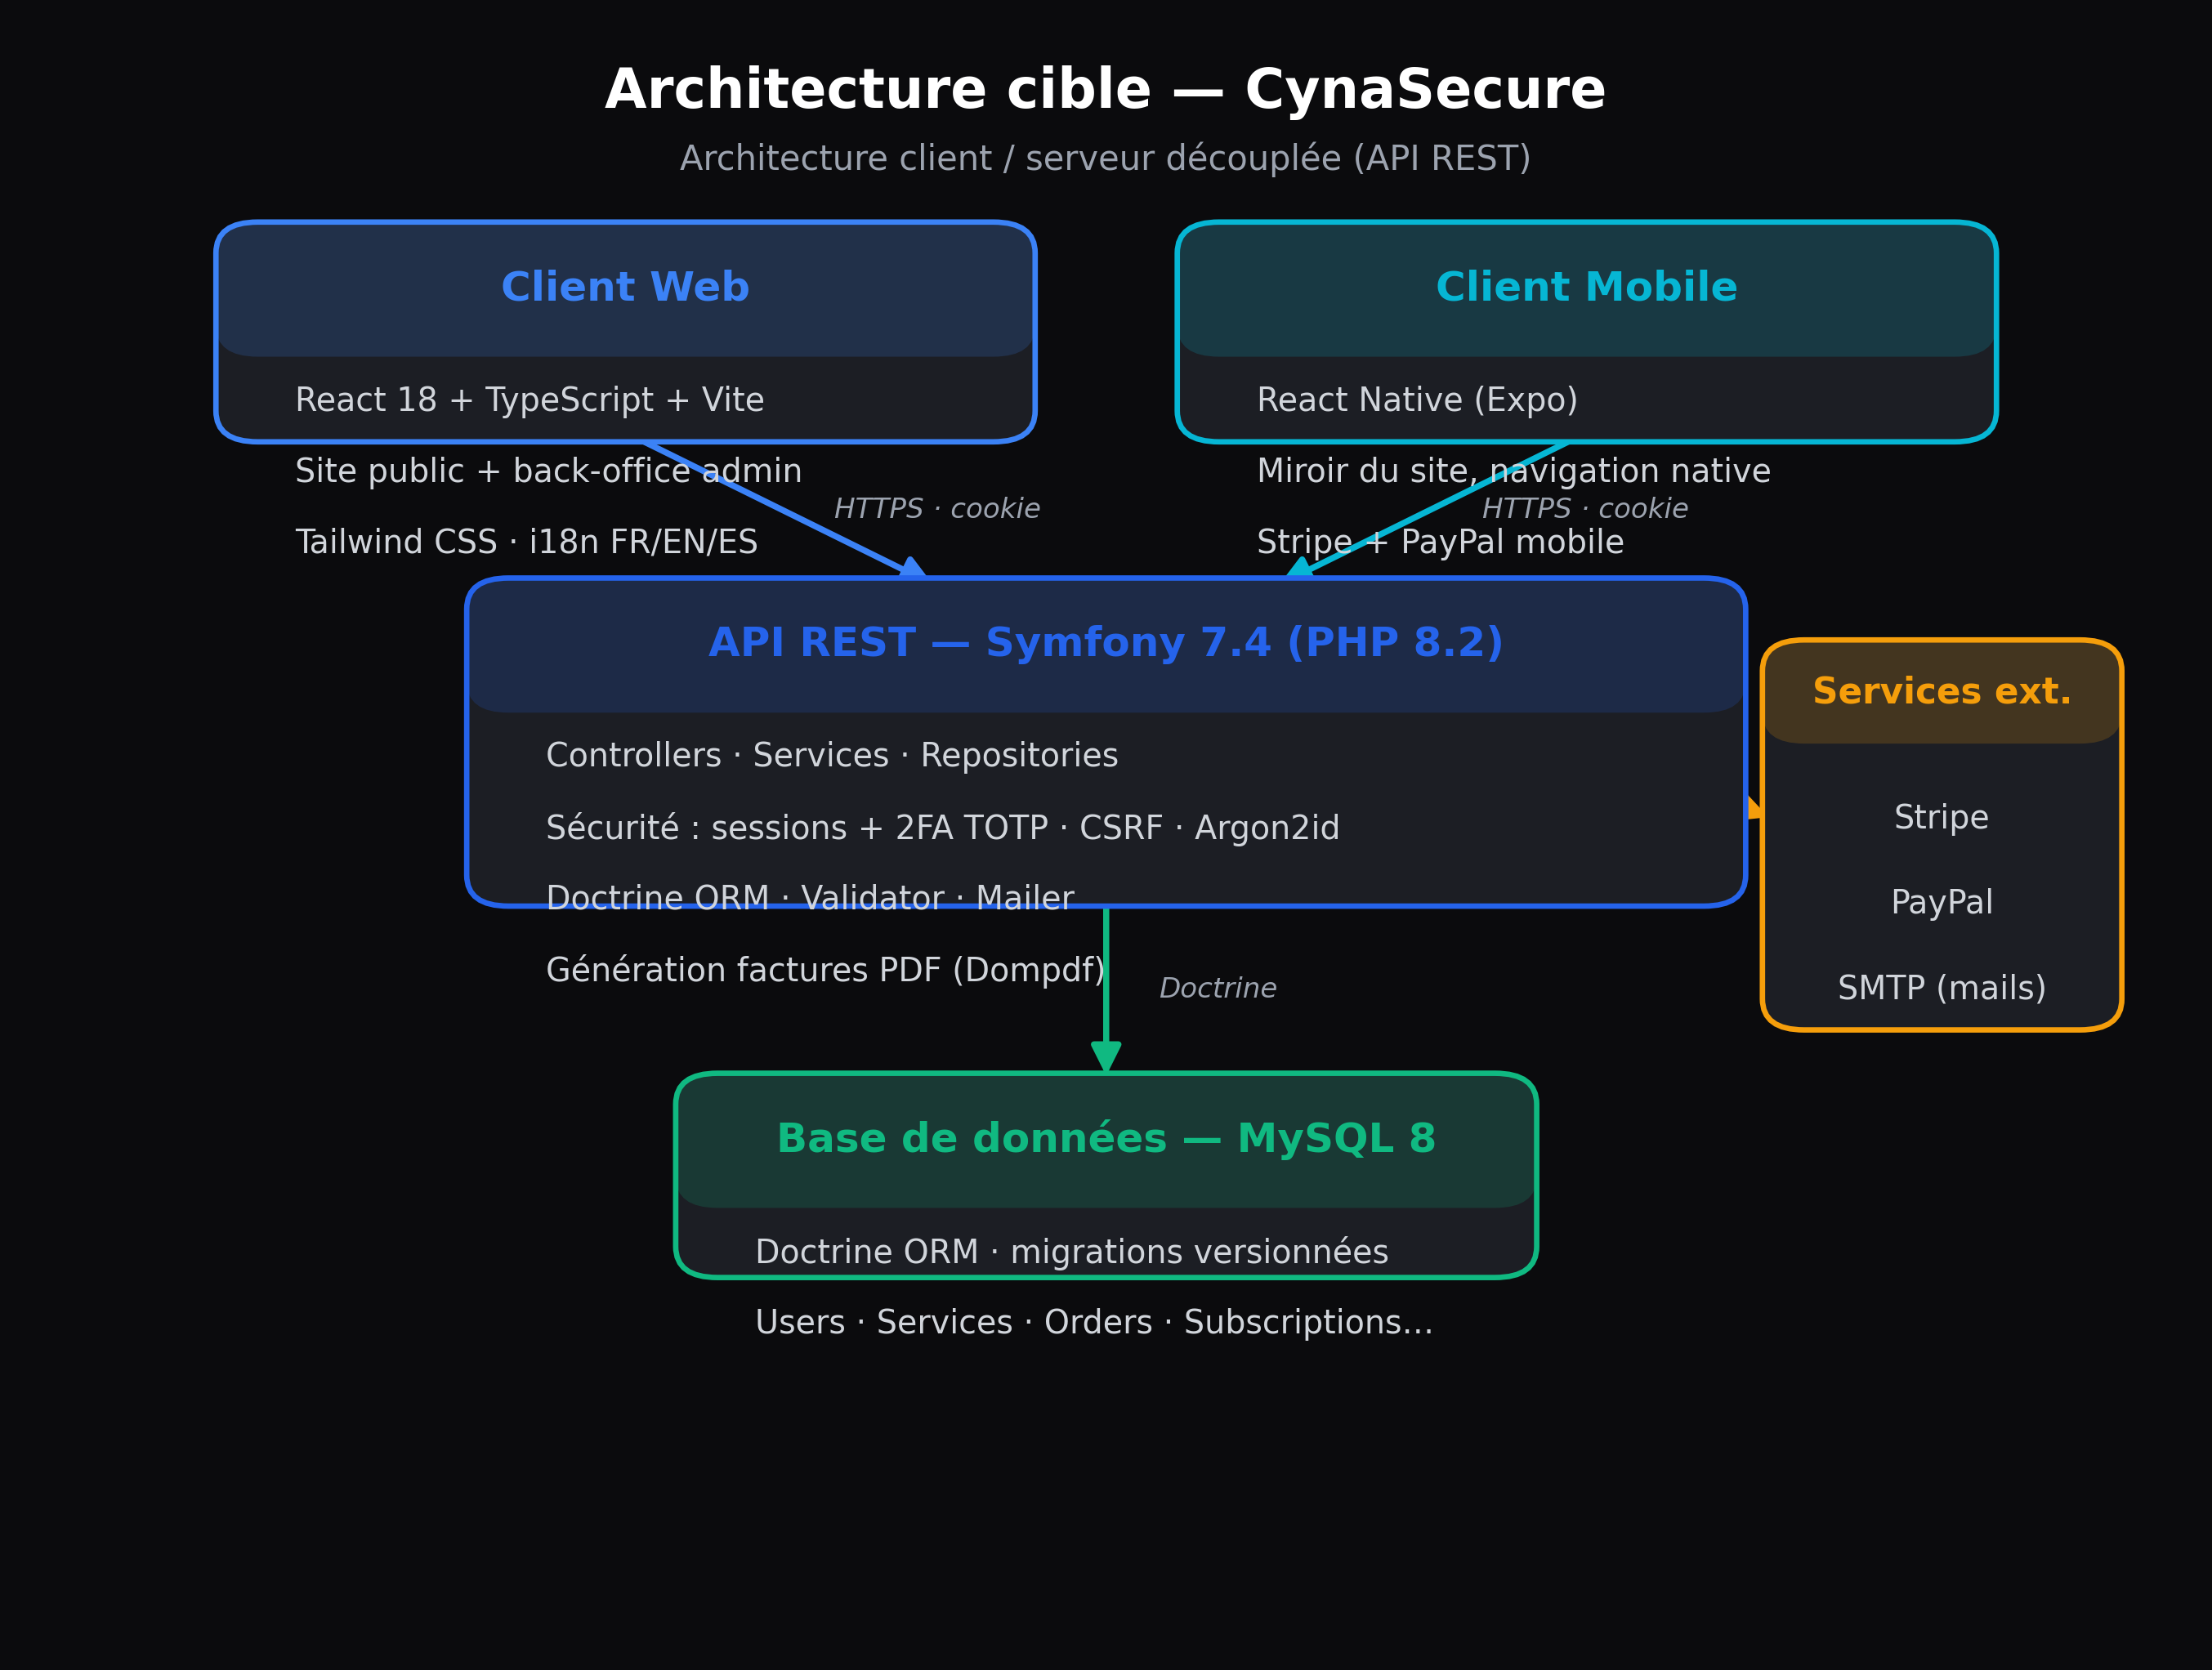 Architecture cible — CynaSecure
Architecture client / serveur découplée (API REST)
Client Web
React 18 + TypeScript + Vite
Site public + back-office admin
Tailwind CSS · i18n FR/EN/ES
HTTPS · cookie
Client Mobile
React Native (Expo)
Miroir du site, navigation native
Stripe + PayPal mobile
HTTPS · cookie
API REST — Symfony 7.4 (PHP 8.2)
Controllers · Services · Repositories
Sécurité : sessions + 2FA TOTP · CSRF · Argon2id
Doctrine ORM · Validator · Mailer
Génération factures PDF (Dompdf)
Services ext.
Stripe
PayPal
SMTP (mails)
Doctrine
Base de données — MySQL 8
Doctrine ORM · migrations versionnées
Users · Services · Orders · Subscriptions…